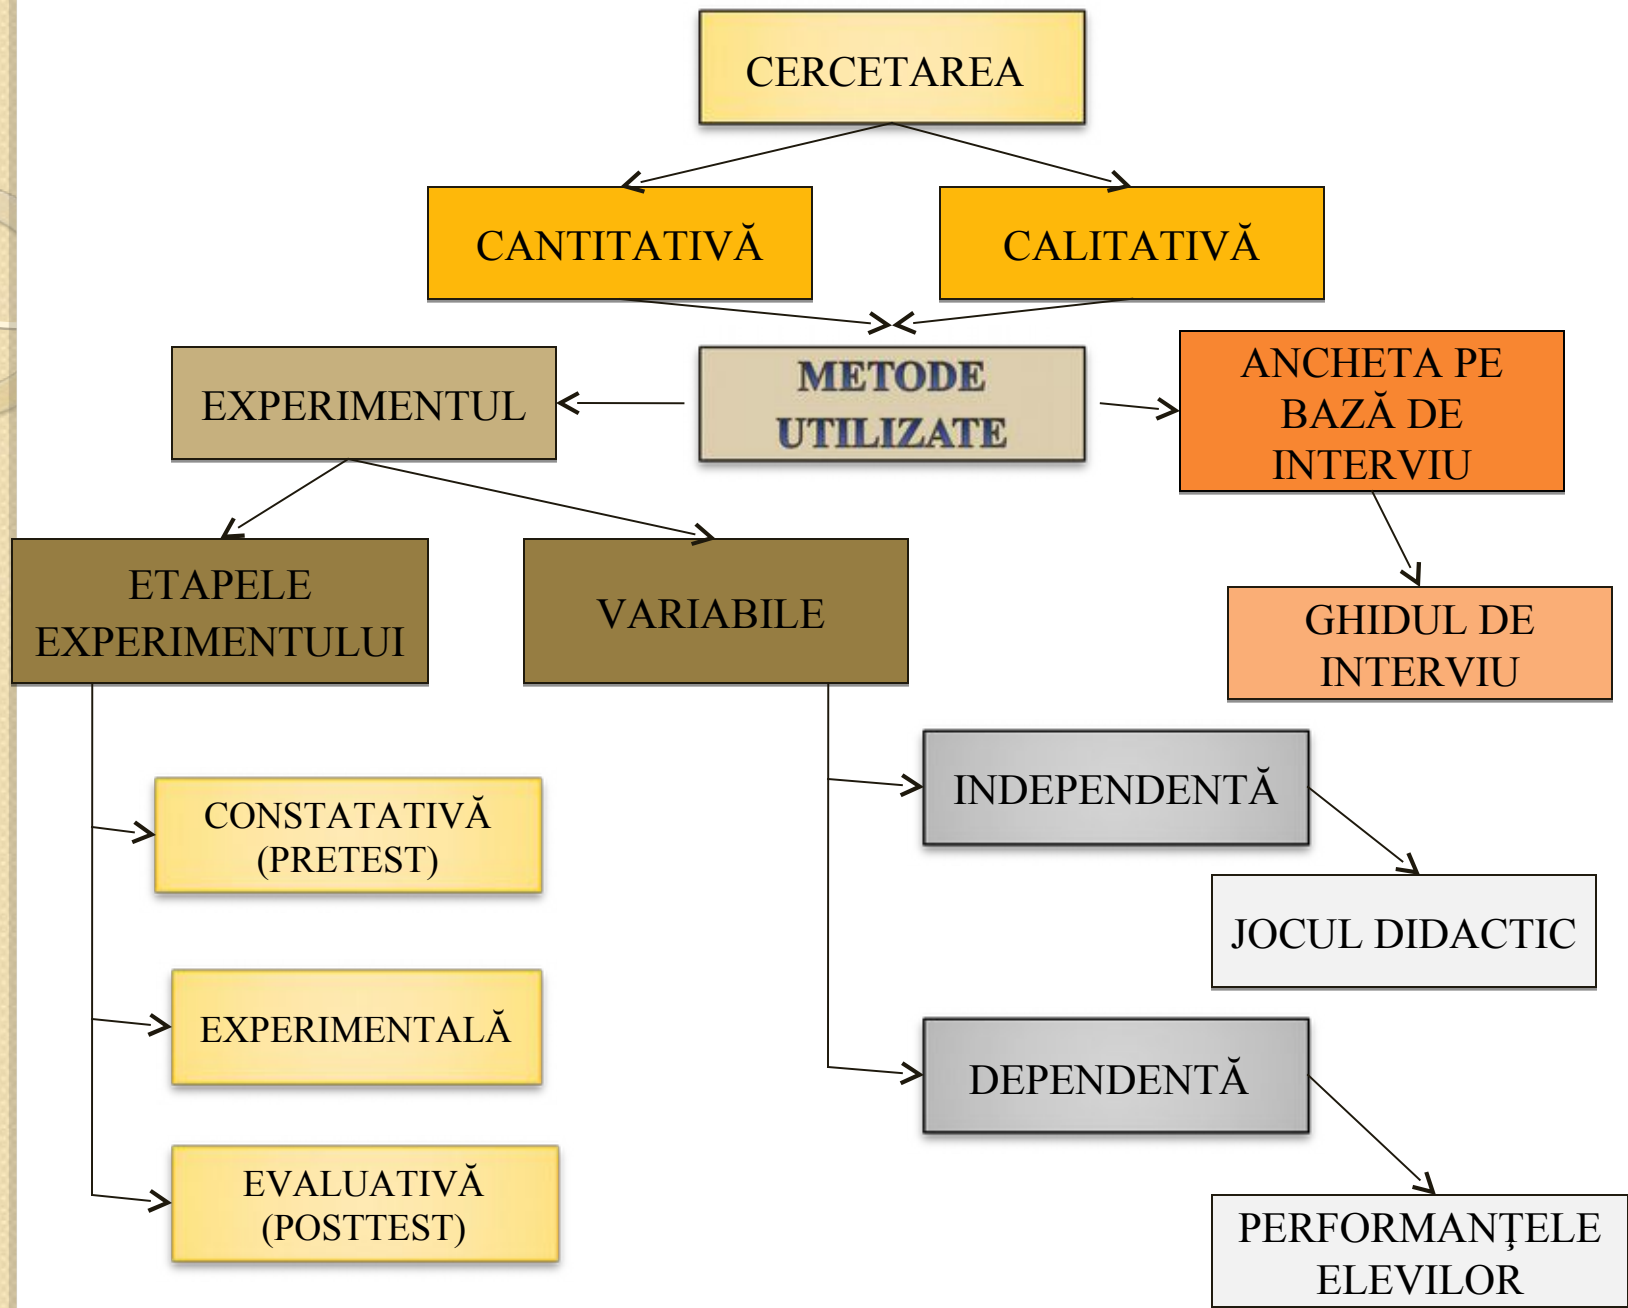 CERCETAREA
CANTITATIVĂ
CALITATIVĂ
EXPERIMENTUL
METODE
UTILIZATE
ANCHETA PE
BAZĂ DE
INTERVIU
ETAPELE
EXPERIMENTULUI
VARIABILE
GHIDUL DE
INTERVIU
CONSTATATIVĂ
(PRETEST)
EXPERIMENTALĂ
EVALUATIVĂ
(POSTTEST)
INDEPENDENTĂ
JOCUL DIDACTIC
DEPENDENTĂ
PERFORMANŢELE
ELEVILOR